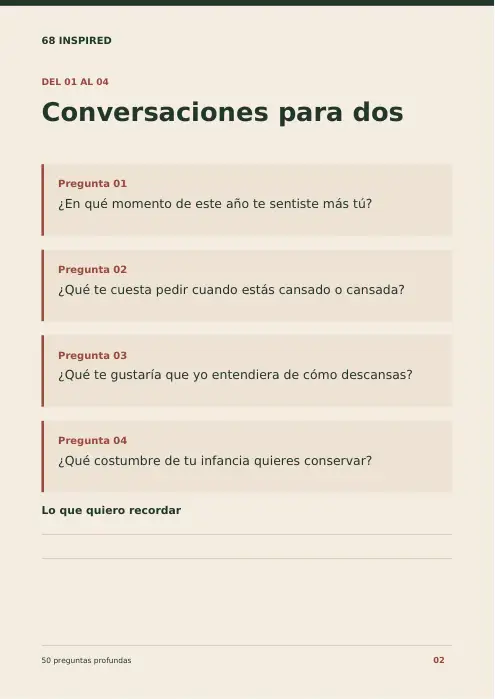 68 INSPIRED
DEL 01 AL 04
Conversaciones para dos
Pregunta 01
¿En qué momento de este año te sentiste más tú?
Pregunta 02
¿Qué te cuesta pedir cuando estás cansado o cansada?
Pregunta 03
¿Qué te gustaría que yo entendiera de cómo descansas?
Pregunta 04
¿Qué costumbre de tu infancia quieres conservar?
Lo que quiero recordar
50 preguntas profundas
02